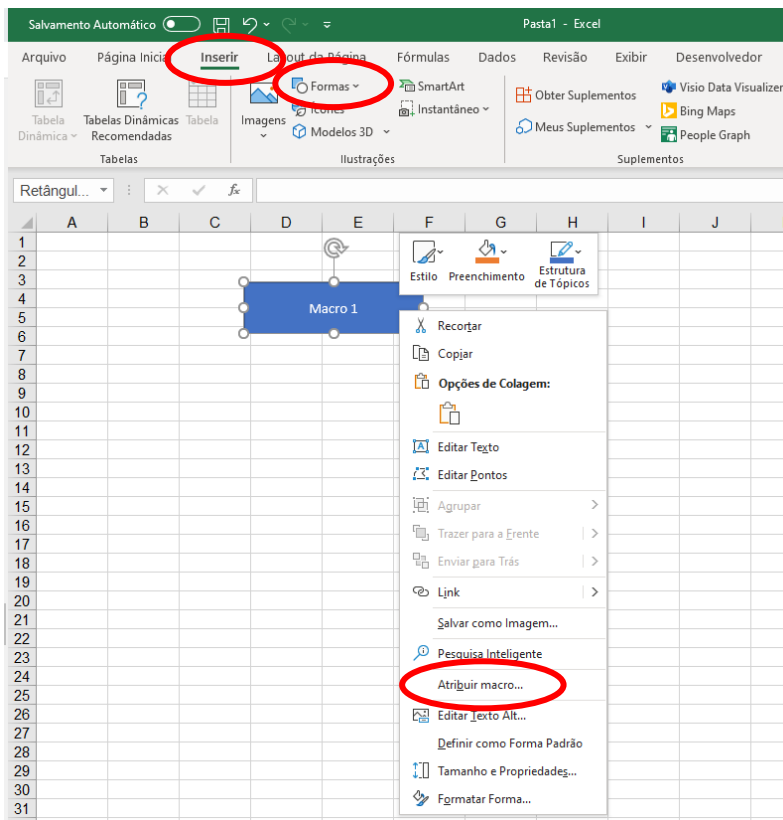 Salvamento Automático
Pasta1 - Excel
Arquivo Página Inicia Inserir Layout da Página Fórmulas Dados Revisão Exibir Desenvolvedor
Tabela Dinâmica
Tabelas Dinâmicas Recomendadas
Tabela
Tabelas
Imagens
Formas
Ícones
Modelos 3D
SmartArt
Instantâneo
Ilustrações
Obter Suplementos
Meus Suplementos
Visio Data Visualizer
Bing Maps
People Graph
Suplementos
Retângul...
fx
A B C D E F G H I J
1
2
3
4
5
6
7
8
9
10
11
12
13
14
15
16
17
18
19
20
21
22
23
24
25
26
27
28
29
30
31
Macro 1
Estilo
Preenchimento
Estrutura
de Tópicos
Recortar
Copiar
Opções de Colagem:
Editar Texto
Editar Pontos
Agrupar
Trazer para a Frente
Enviar para Trás
Link
Salvar como Imagem...
Pesquisa Inteligente
Atribuir macro...
Editar Texto Alt...
Definir como Forma Padrão
Tamanho e Propriedades...
Formatar Forma...